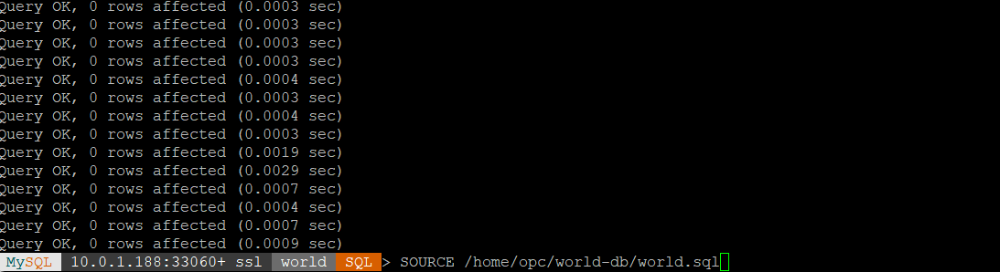 Query OK, 0 rows affected (0.0003 sec)
Query OK, 0 rows affected (0.0003 sec)
Query OK, 0 rows affected (0.0003 sec)
Query OK, 0 rows affected (0.0003 sec)
Query OK, 0 rows affected (0.0004 sec)
Query OK, 0 rows affected (0.0003 sec)
Query OK, 0 rows affected (0.0004 sec)
Query OK, 0 rows affected (0.0003 sec)
Query OK, 0 rows affected (0.0019 sec)
Query OK, 0 rows affected (0.0029 sec)
Query OK, 0 rows affected (0.0007 sec)
Query OK, 0 rows affected (0.0004 sec)
Query OK, 0 rows affected (0.0007 sec)
Query OK, 0 rows affected (0.0009 sec)
MySQL 10.0.1.188:33060+ ssl world SQL > SOURCE /home/opc/world-db/world.sql